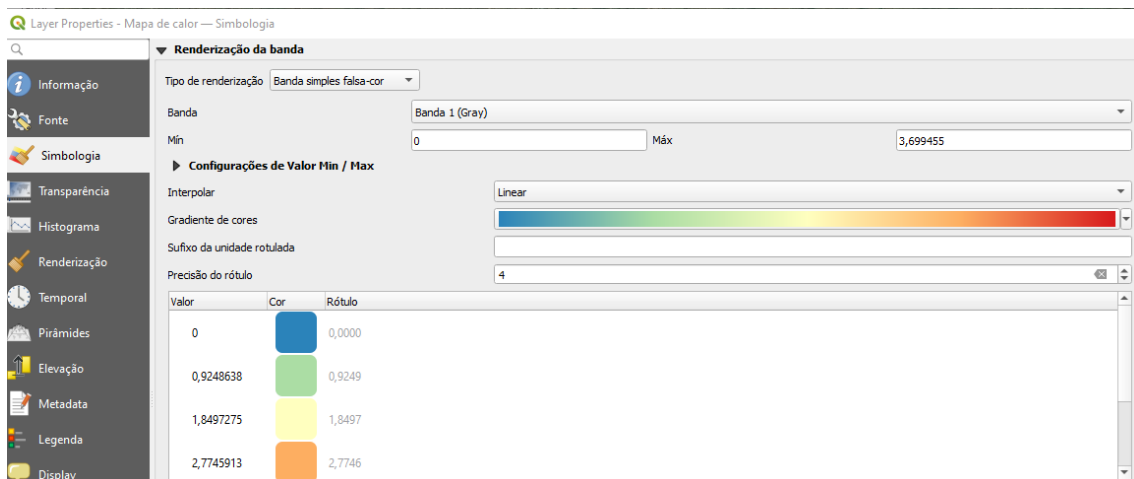 Layer Properties - Mapa de calor — Simbologia
Renderização da banda
Informação
Tipo de renderização Banda simples falsa-cor
Fonte
Banda Banda 1 (Gray)
Mín 0 Máx 3,699455
Simbologia
Configurações de Valor Min / Max
Transparência
Interpolar Linear
Histograma
Gradiente de cores
Sufixo da unidade rotulada
Renderização
Precisão do rótulo 4
Temporal
Valor Cor Rótulo
Pirâmides
0 0,0000
Elevação
0,9248638 0,9249
Metadata
1,8497275 1,8497
Legenda
2,7745913 2,7746
Display